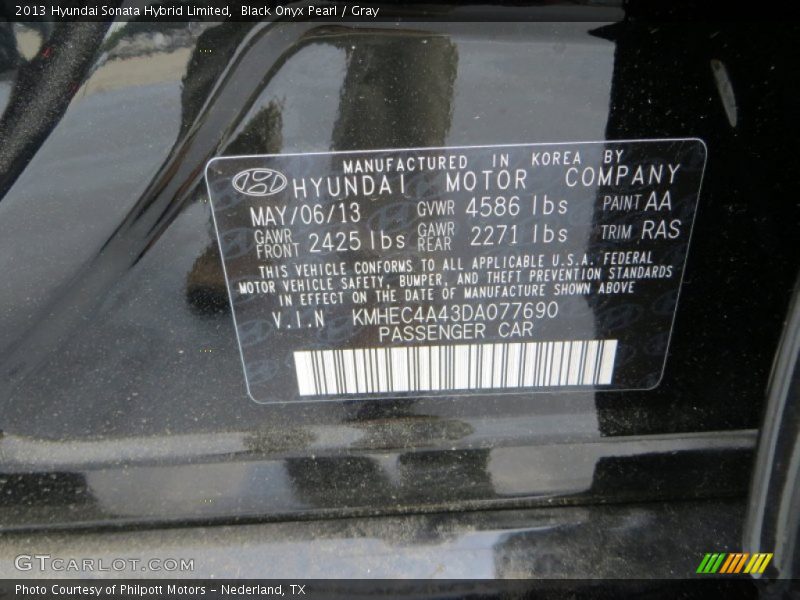 2013 Hyundai Sonata Hybrid Limited,  Black Onyx Pearl / Gray
MANUFACTURED IN KOREA BY
HYUNDAI MOTOR COMPANY
MAY/06/13 GVWR 4586 lbs PAINT AA
GAWR FRONT 2425 lbs GAWR REAR 2271 lbs TRIM RAS
THIS VEHICLE CONFORMS TO ALL APPLICABLE U.S.A. FEDERAL
MOTOR VEHICLE SAFETY, BUMPER, AND THEFT PREVENTION STANDARDS
IN EFFECT ON THE DATE OF MANUFACTURE SHOWN ABOVE
V.I.N KMHEC4A43DA077690
PASSENGER CAR
GTCARLOT.COM
Photo Courtesy of Philpott Motors - Nederland, TX